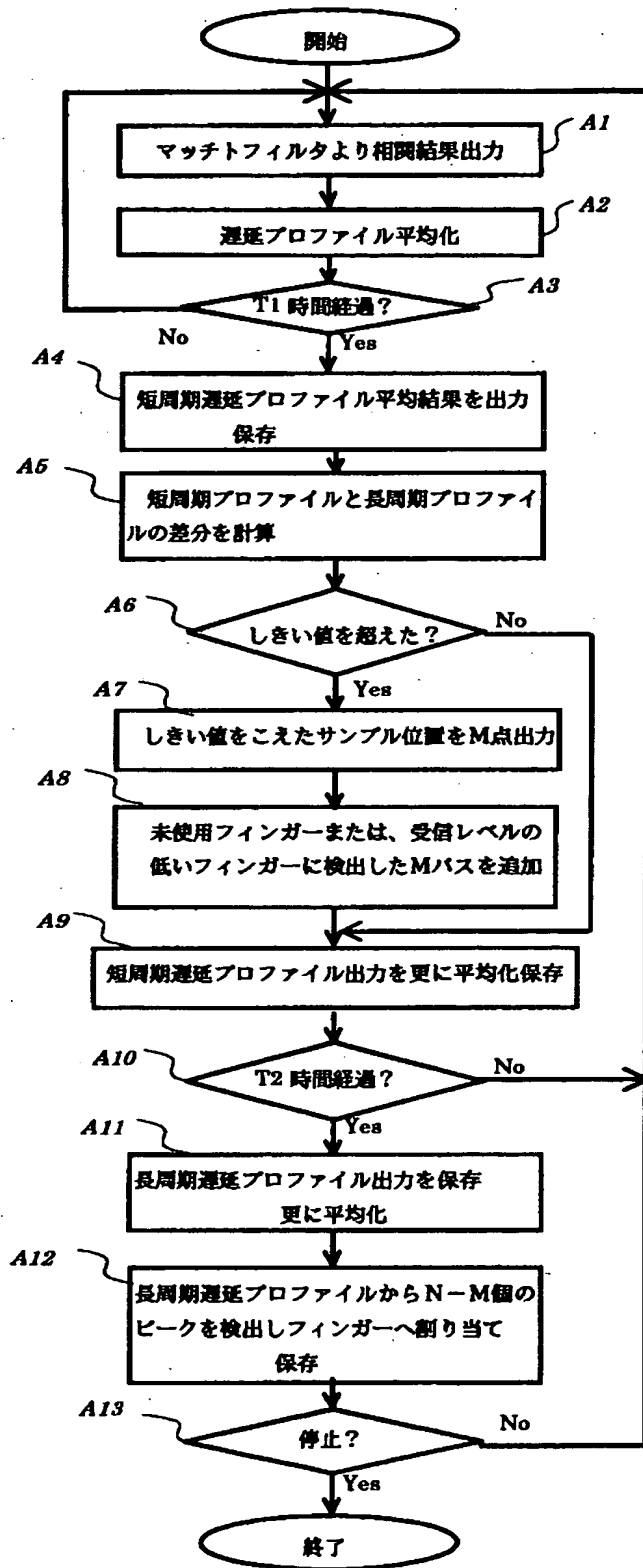 開始
A1
マッチトフィルタより相関結果出力
A2
遅延プロファイル平均化
A3
T1時間経過？
No
Yes
A4
短周期遅延プロファイル平均結果を出力
保存
A5
短周期プロファイルと長周期プロファイ
ルの差分を計算
A6
しきい値を超えた？
No
Yes
A7
しきい値をこえたサンプル位置をM点出力
A8
未使用フィンガーまたは、受信レベルの
低いフィンガーに検出したMパスを追加
A9
短周期遅延プロファイル出力を更に平均化保存
A10
T2時間経過？
No
Yes
A11
長周期遅延プロファイル出力を保存
更に平均化
A12
長周期遅延プロファイルからN－M個の
ピークを検出しフィンガーへ割り当て
保存
A13
停止？
No
Yes
終了